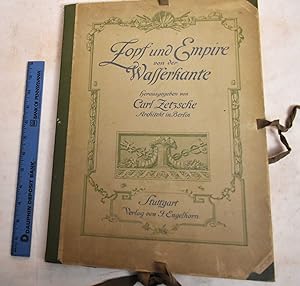 Zopf und Empire
von der
Wasserkante
Herausgegeben von
Carl Zetzsche
Architekt in Berlin
Stuttgart
Verlag von J. Engelhorn.